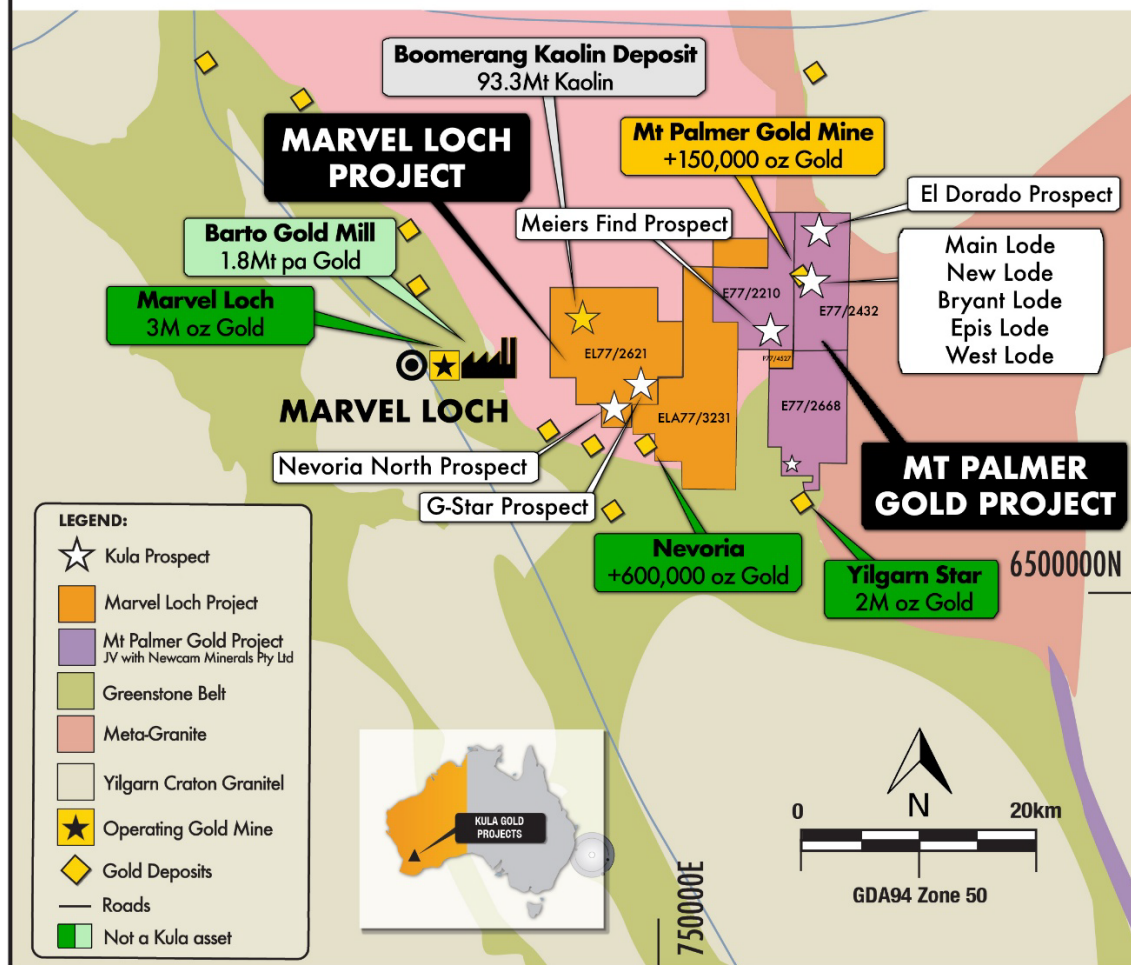 Boomerang Kaolin Deposit
93.3Mt Kaolin
MARVEL LOCH
PROJECT
Mt Palmer Gold Mine
+150,000 oz Gold
El Dorado Prospect
Meiers Find Prospect
Barto Gold Mill
1.8Mt pa Gold
Main Lode
New Lode
Bryant Lode
Epis Lode
West Lode
Marvel Loch
3M oz Gold
E77/2210
E77/2432
EL77/2621
MARVEL LOCH
ELA77/3231
E77/2668
Nevoria North Prospect
G-Star Prospect
MT PALMER
GOLD PROJECT
Nevoria
+600,000 oz Gold
Yilgarn Star
2M oz Gold
6500000N
LEGEND:
Kula Prospect
Marvel Loch Project
Mt Palmer Gold Project
JV with Newcam Minerals Pty Ltd
Greenstone Belt
Meta-Granite
Yilgarn Craton Granitel
Operating Gold Mine
Gold Deposits
Roads
Not a Kula asset
KULA GOLD
PROJECTS
750000E
N
0
20km
GDA94 Zone 50